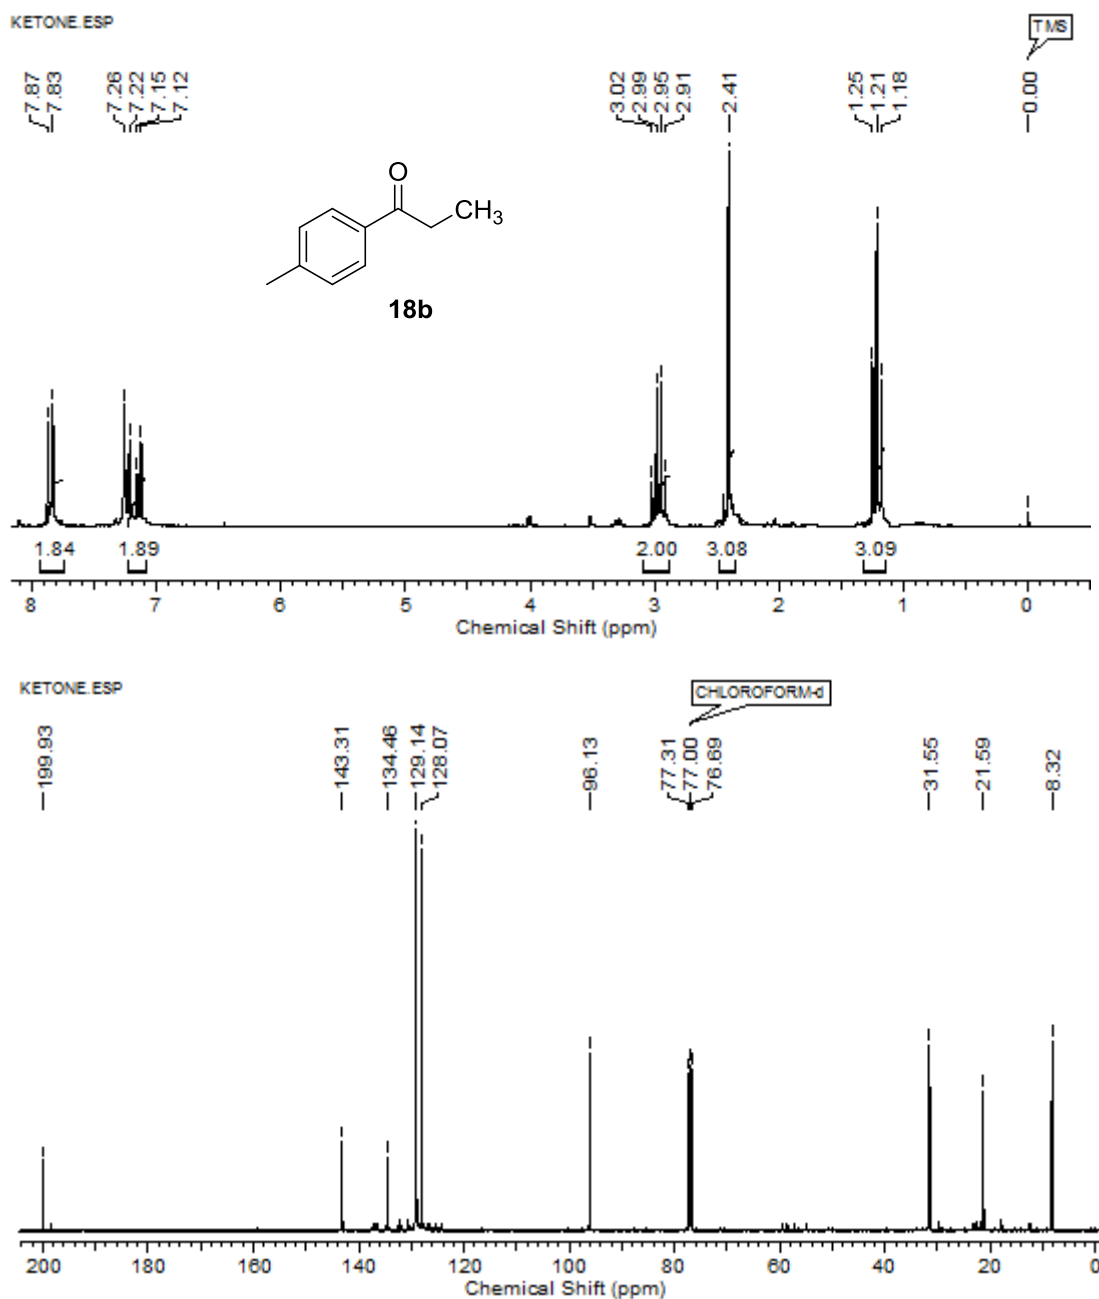 KETONE.ESP
TMS
7.87
7.83
7.26
7.22
7.15
7.12
3.02
2.99
2.95
2.91
2.41
1.25
1.21
1.18
-0.00
O
CH3
18b
1.84
1.89
2.00
3.08
3.09
8 7 6 5 4 3 2 1 0
Chemical Shift (ppm)
KETONE.ESP
CHLOROFORM-d
199.93
143.31
134.46
129.14
128.07
96.13
77.31
77.00
76.69
31.55
21.59
8.32
200 180 160 140 120 100 80 60 40 20 0
Chemical Shift (ppm)